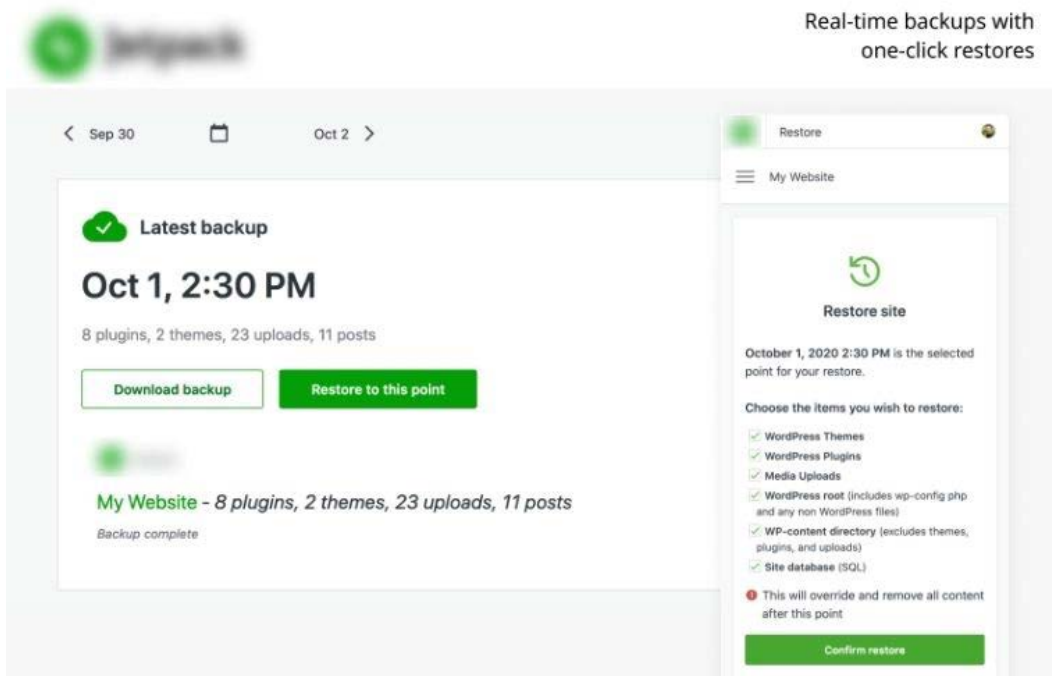 Real-time backups with
one-click restores
Sep 30
Oct 2
Latest backup
Oct 1, 2:30 PM
8 plugins, 2 themes, 23 uploads, 11 posts
Download backup
Restore to this point
My Website - 8 plugins, 2 themes, 23 uploads, 11 posts
Backup complete
Restore
My Website
Restore site
October 1, 2020 2:30 PM is the selected
point for your restore.
Choose the items you wish to restore:
WordPress Themes
WordPress Plugins
Media Uploads
WordPress root (includes wp-config php
and any non WordPress files)
WP-content directory (excludes themes,
plugins, and uploads)
Site database (SQL)
This will override and remove all content
after this point
Confirm restore